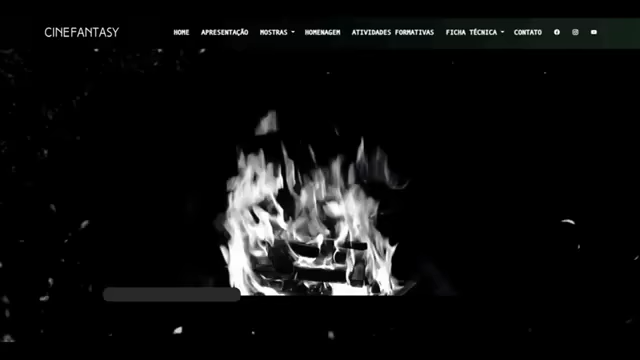 CINEFANTASY
HOME APRESENTAÇÃO MOSTRAS HOMENAGEM ATIVIDADES FORMATIVAS FICHA TÉCNICA CONTATO